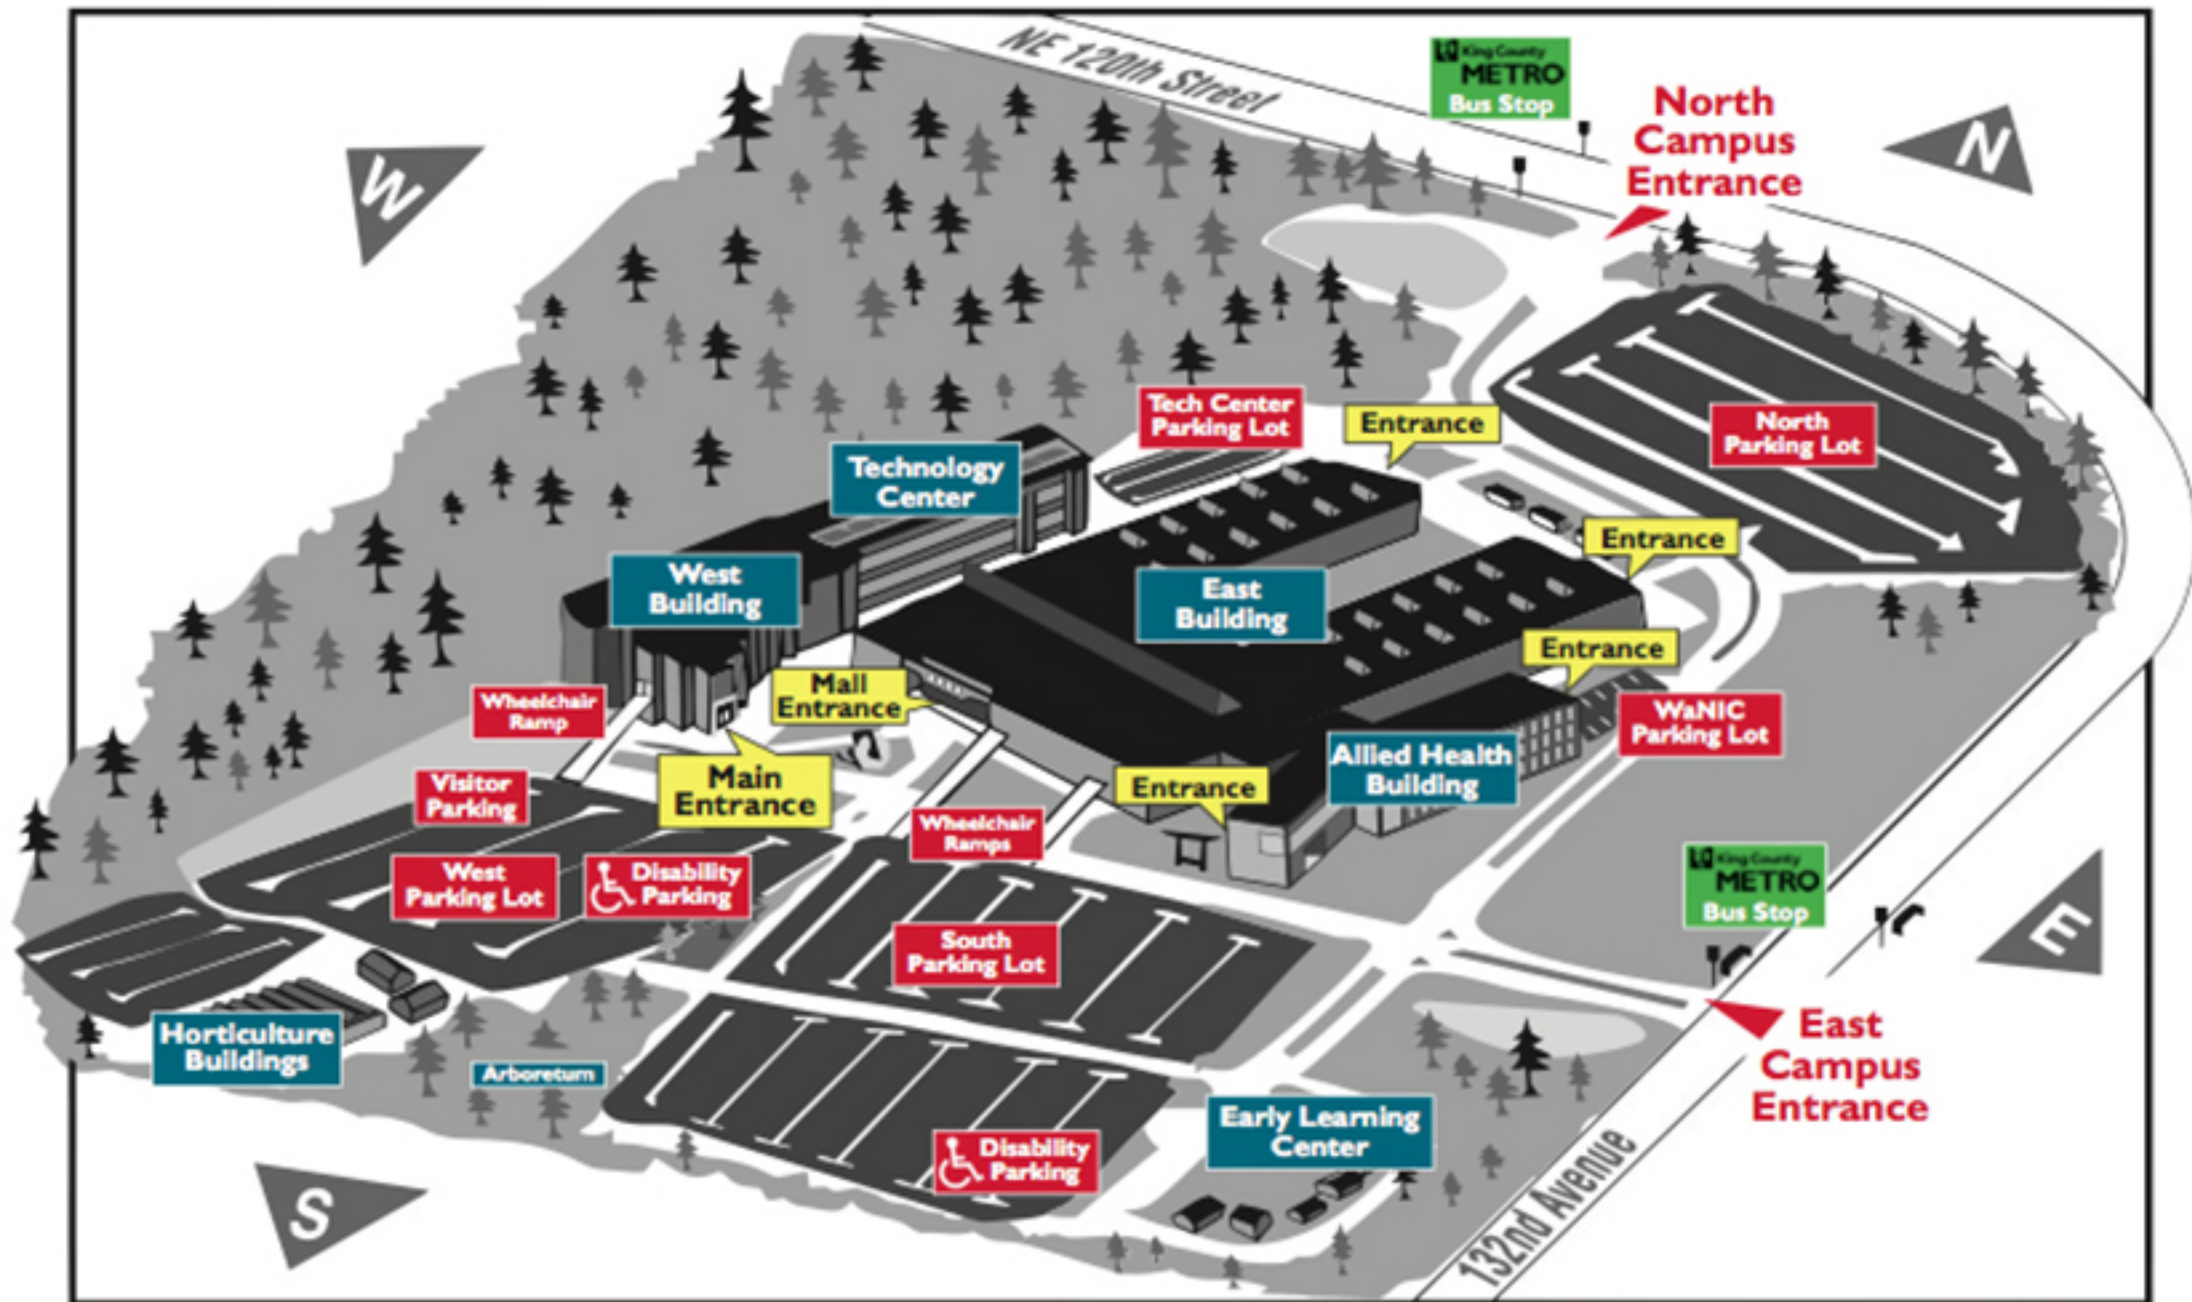 NE 120th Street
King County
METRO
Bus Stop
North
Campus
Entrance
N
W
Tech Center
Parking Lot
Entrance
North
Parking Lot
Technology
Center
Entrance
West
Building
East
Building
Entrance
Mall
Entrance
Wheelchair
Ramp
WaNIC
Parking Lot
Allied Health
Building
Main
Entrance
Entrance
Visitor
Parking
Wheelchair
Ramps
West
Parking Lot
Disability
Parking
King County
METRO
Bus Stop
E
South
Parking Lot
East
Campus
Entrance
Horticulture
Buildings
Arboretum
Early Learning
Center
Disability
Parking
132nd Avenue
S